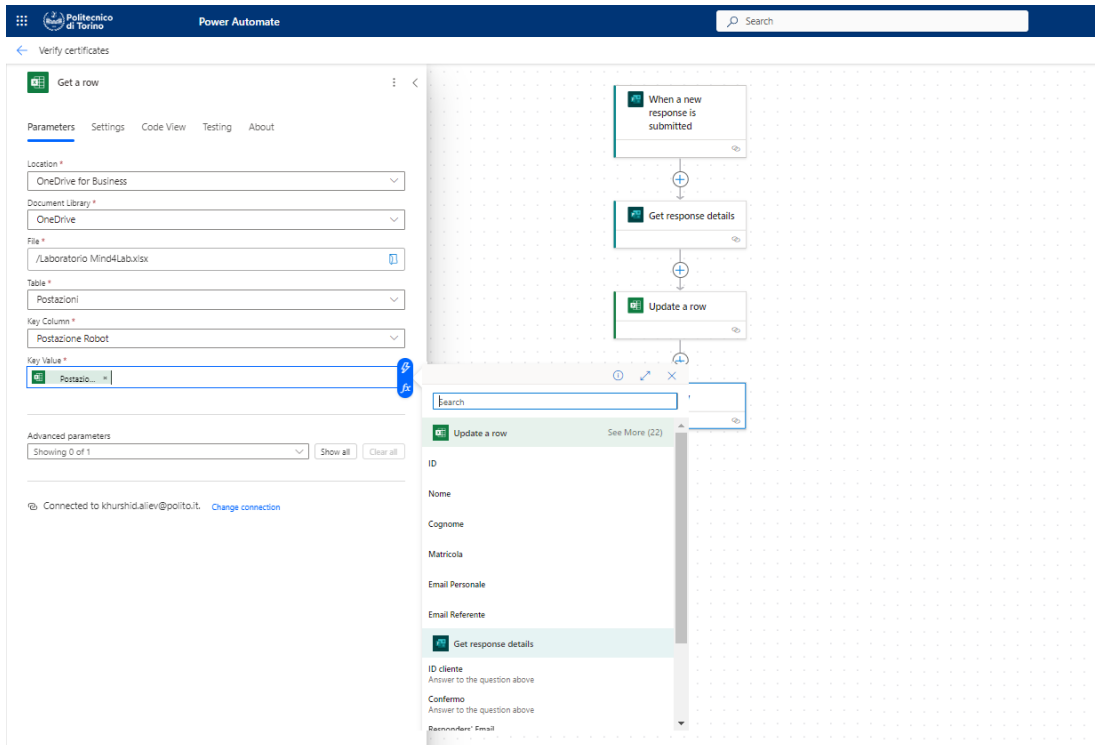 Politecnico
di Torino
Power Automate
Search
Verify certificates
Get a row
Parameters Settings Code View Testing About
Location *
OneDrive for Business
Document Library *
OneDrive
File *
/Laboratorio Mind4Lab.xlsx
Table *
Postazioni
Key Column *
Postazione Robot
Key Value *
Postazio... ×
fx
Advanced parameters
Showing 0 of 1
Show all
Clear all
Connected to khurshid.aliev@polito.it. Change connection
When a new
response is
submitted
Get response details
Update a row
Search
Update a row See More (22)
ID
Nome
Cognome
Matricola
Email Personale
Email Referente
Get response details
ID cliente
Answer to the question above
Confermo
Answer to the question above
Responders' Email